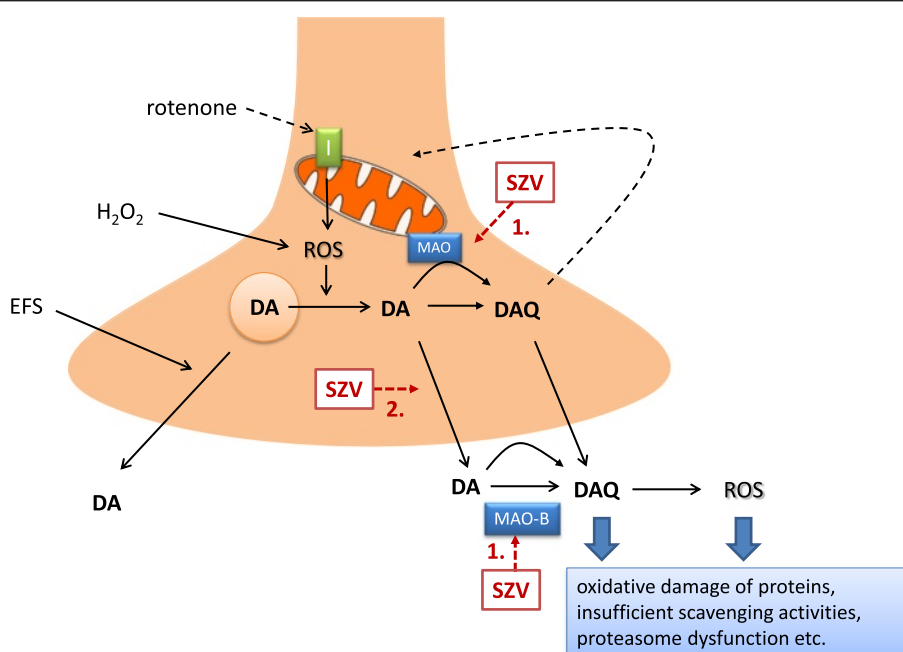 rotenone
I
SZV
1.
H₂O₂
ROS
MAO
EFS
DA
DA
DAQ
SZV
2.
DA
DA
DAQ
ROS
MAO-B
1.
SZV
oxidative damage of proteins,
insufficient scavenging activities,
proteasome dysfunction etc.